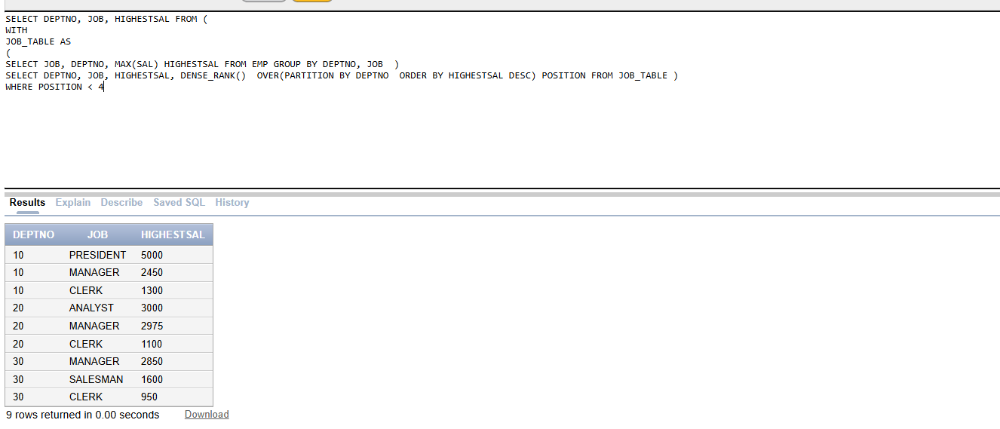 SELECT DEPTNO, JOB, HIGHESTSAL FROM (
WITH
JOB_TABLE AS
(
SELECT JOB, DEPTNO, MAX(SAL) HIGHESTSAL FROM EMP GROUP BY DEPTNO, JOB  )
SELECT DEPTNO, JOB, HIGHESTSAL, DENSE_RANK()  OVER(PARTITION BY DEPTNO  ORDER BY HIGHESTSAL DESC) POSITION FROM JOB_TABLE )
WHERE POSITION < 4
Results Explain Describe Saved SQL History
DEPTNO JOB HIGHESTSAL
10 PRESIDENT 5000
10 MANAGER 2450
10 CLERK 1300
20 ANALYST 3000
20 MANAGER 2975
20 CLERK 1100
30 MANAGER 2850
30 SALESMAN 1600
30 CLERK 950
9 rows returned in 0.00 seconds Download